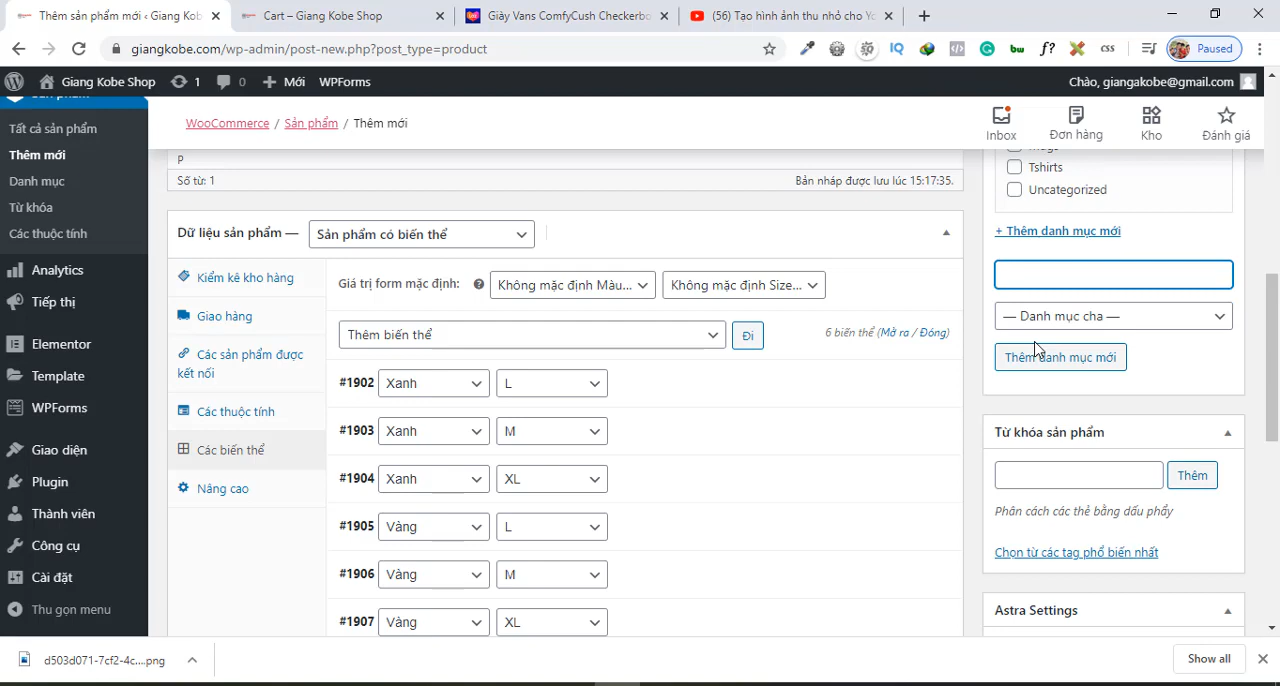 Thêm sản phẩm mới ‹ Giang Kob
Cart – Giang Kobe Shop
Giày Vans ComfyCush Checkerbo
(56) Tạo hình ảnh thu nhỏ cho Yo
giangkobe.com/wp-admin/post-new.php?post_type=product
IQ
bw
f?
css
Paused
Giang Kobe Shop
1
0
Mới
WPForms
Chào, giangakobe@gmail.com
Sản phẩm
Tất cả sản phẩm
Thêm mới
Danh mục
Từ khóa
Các thuộc tính
Analytics
Tiếp thị
Elementor
Template
WPForms
Giao diện
Plugin
Thành viên
Công cụ
Cài đặt
Thu gọn menu
WooCommerce / Sản phẩm / Thêm mới
Inbox
Đơn hàng
Kho
Đánh giá
p
Số từ: 1
Bản nháp được lưu lúc 15:17:35.
Dữ liệu sản phẩm —
Sản phẩm có biến thể
Kiểm kê kho hàng
Giao hàng
Các sản phẩm được
kết nối
Các thuộc tính
Các biến thể
Nâng cao
Giá trị form mặc định:
Không mặc định Màu...
Không mặc định Size...
Thêm biến thể
Đi
6 biến thể (Mở ra / Đóng)
#1902 Xanh L
#1903 Xanh M
#1904 Xanh XL
#1905 Vàng L
#1906 Vàng M
#1907 Vàng XL
Tshirts
Uncategorized
+ Thêm danh mục mới
— Danh mục cha —
Thêm danh mục mới
Từ khóa sản phẩm
Thêm
Phân cách các thẻ bằng dấu phẩy
Chọn từ các tag phổ biến nhất
Astra Settings
d503d071-7cf2-4c....png
Show all